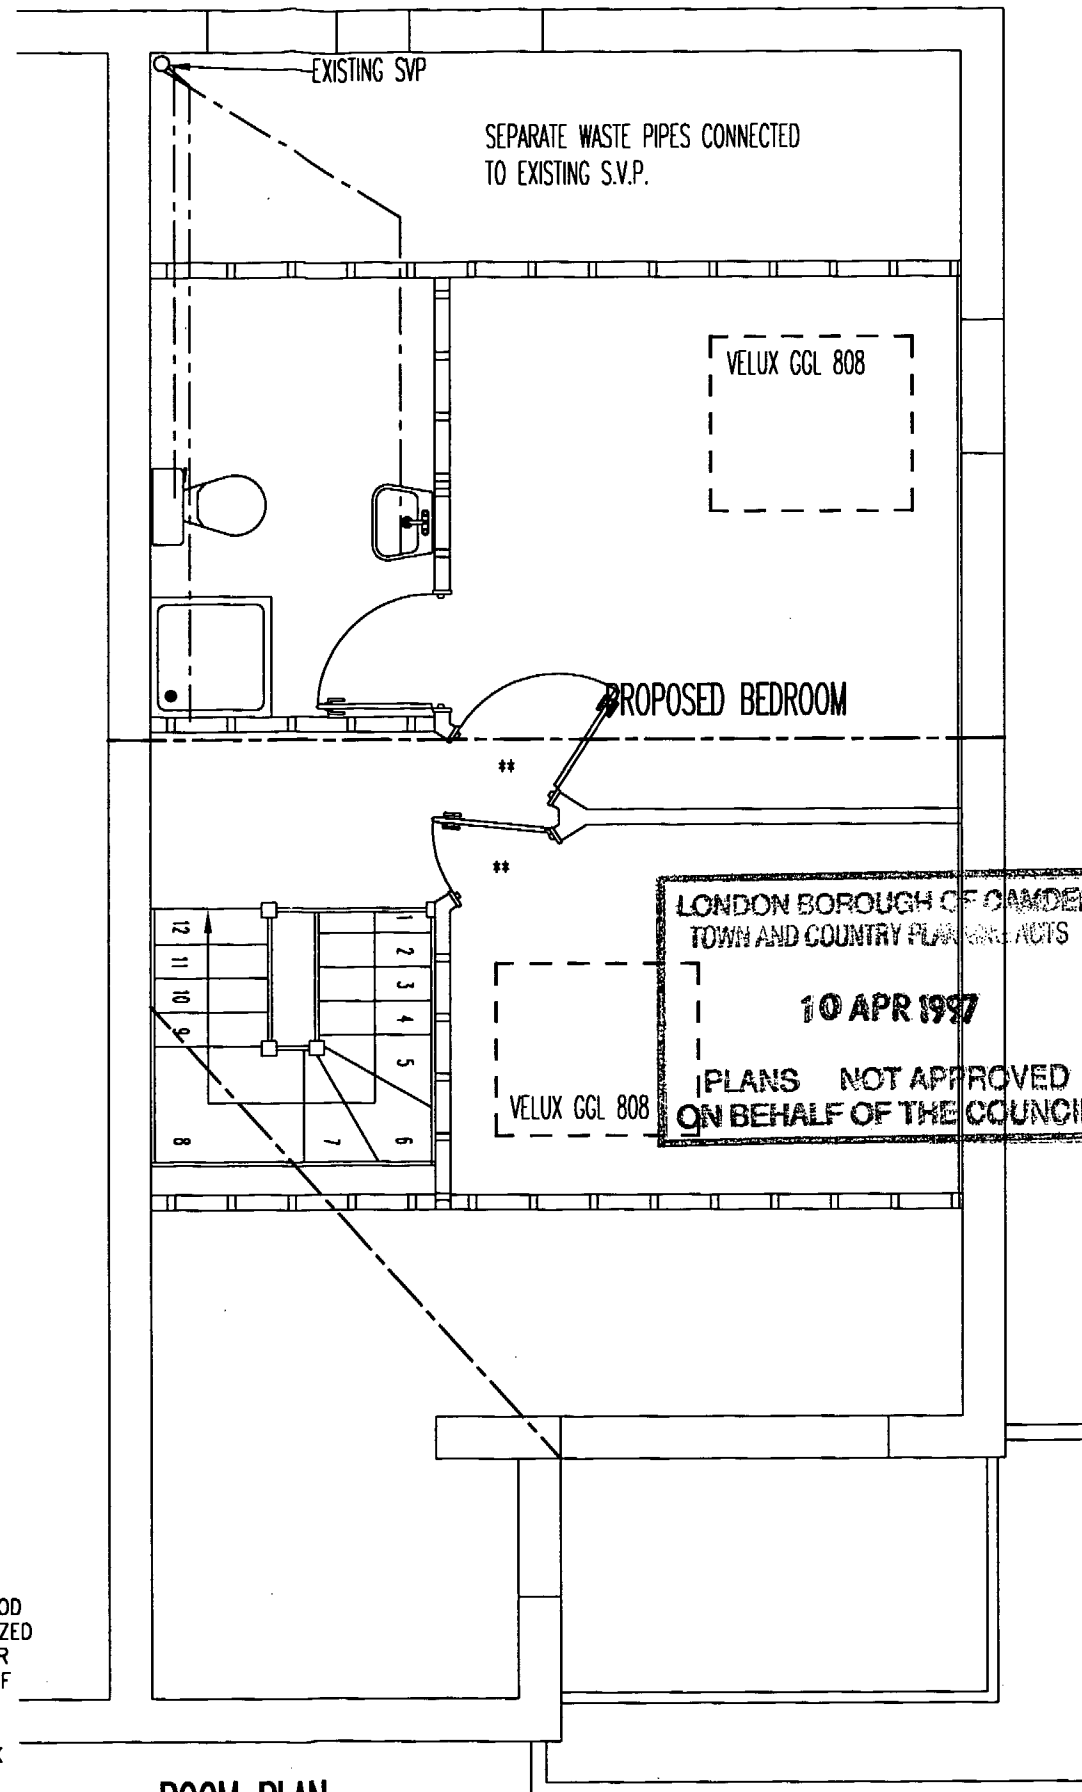 EXISTING SVP
SEPARATE WASTE PIPES CONNECTED
TO EXISTING S.V.P.
VELUX GGL 808
PROPOSED BEDROOM
**
**
LONDON BOROUGH OF CAMDEN
TOWN AND COUNTRY PLANNING ACTS
10 APR 1997
PLANS NOT APPROVED
ON BEHALF OF THE COUNCIL
12
11
10
9
8
7
6
5
4
3
2
1
VELUX GGL 808
OD
ZED
R
F
K
ROOM PLAN